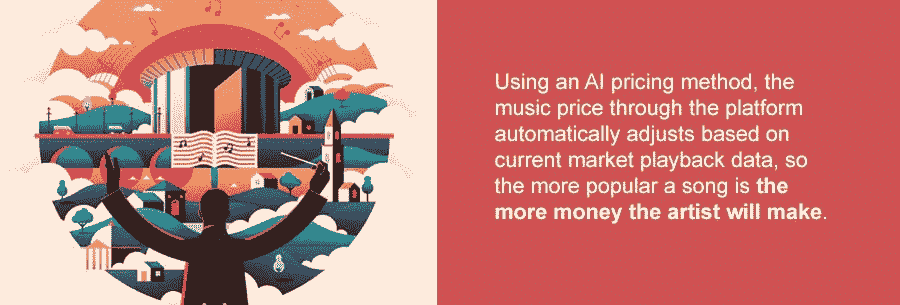 Using an AI pricing method, the
music price through the platform
automatically adjusts based on
current market playback data, so
the more popular a song is the
more money the artist will make.